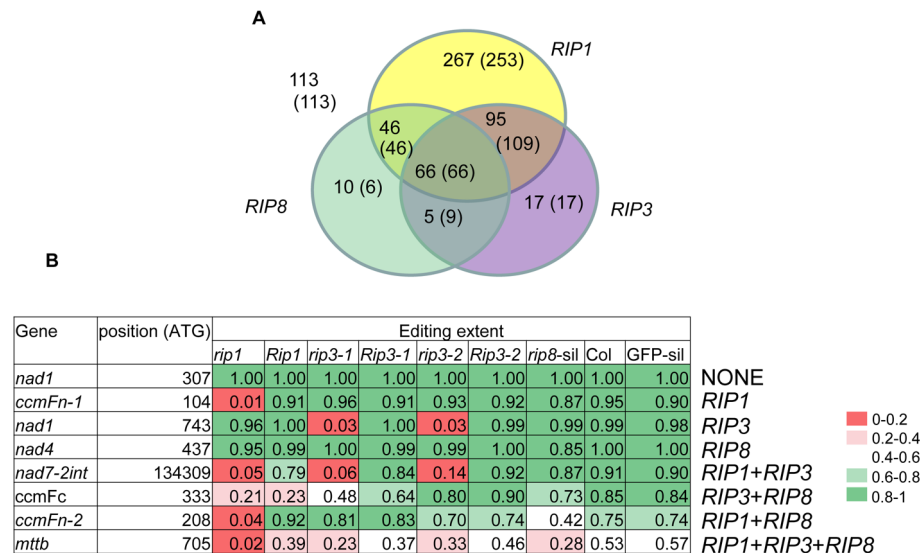 A
RIP1
267 (253)
113
(113)
95
(109)
46
(46)
66 (66)
10 (6)
17 (17)
RIP8
RIP3
5 (9)
B
Gene position (ATG) Editing extent
rip1 Rip1 rip3-1 Rip3-1 rip3-2 Rip3-2 rip8-sil Col GFP-sil
nad1 307 1.00 1.00 1.00 1.00 1.00 1.00 1.00 1.00 1.00 NONE
ccmFn-1 104 0.01 0.91 0.96 0.91 0.93 0.92 0.87 0.95 0.90 RIP1
nad1 743 0.96 1.00 0.03 1.00 0.03 0.99 0.99 0.99 0.98 RIP3
nad4 437 0.95 0.99 1.00 0.99 0.99 1.00 0.85 1.00 1.00 RIP8
nad7-2int 134309 0.05 0.79 0.06 0.84 0.14 0.92 0.87 0.91 0.90 RIP1+RIP3
ccmFc 333 0.21 0.23 0.48 0.64 0.80 0.90 0.73 0.85 0.84 RIP3+RIP8
ccmFn-2 208 0.04 0.92 0.81 0.83 0.70 0.74 0.42 0.75 0.74 RIP1+RIP8
mttb 705 0.02 0.39 0.23 0.37 0.33 0.46 0.28 0.53 0.57 RIP1+RIP3+RIP8
0-0.2
0.2-0.4
0.4-0.6
0.6-0.8
0.8-1